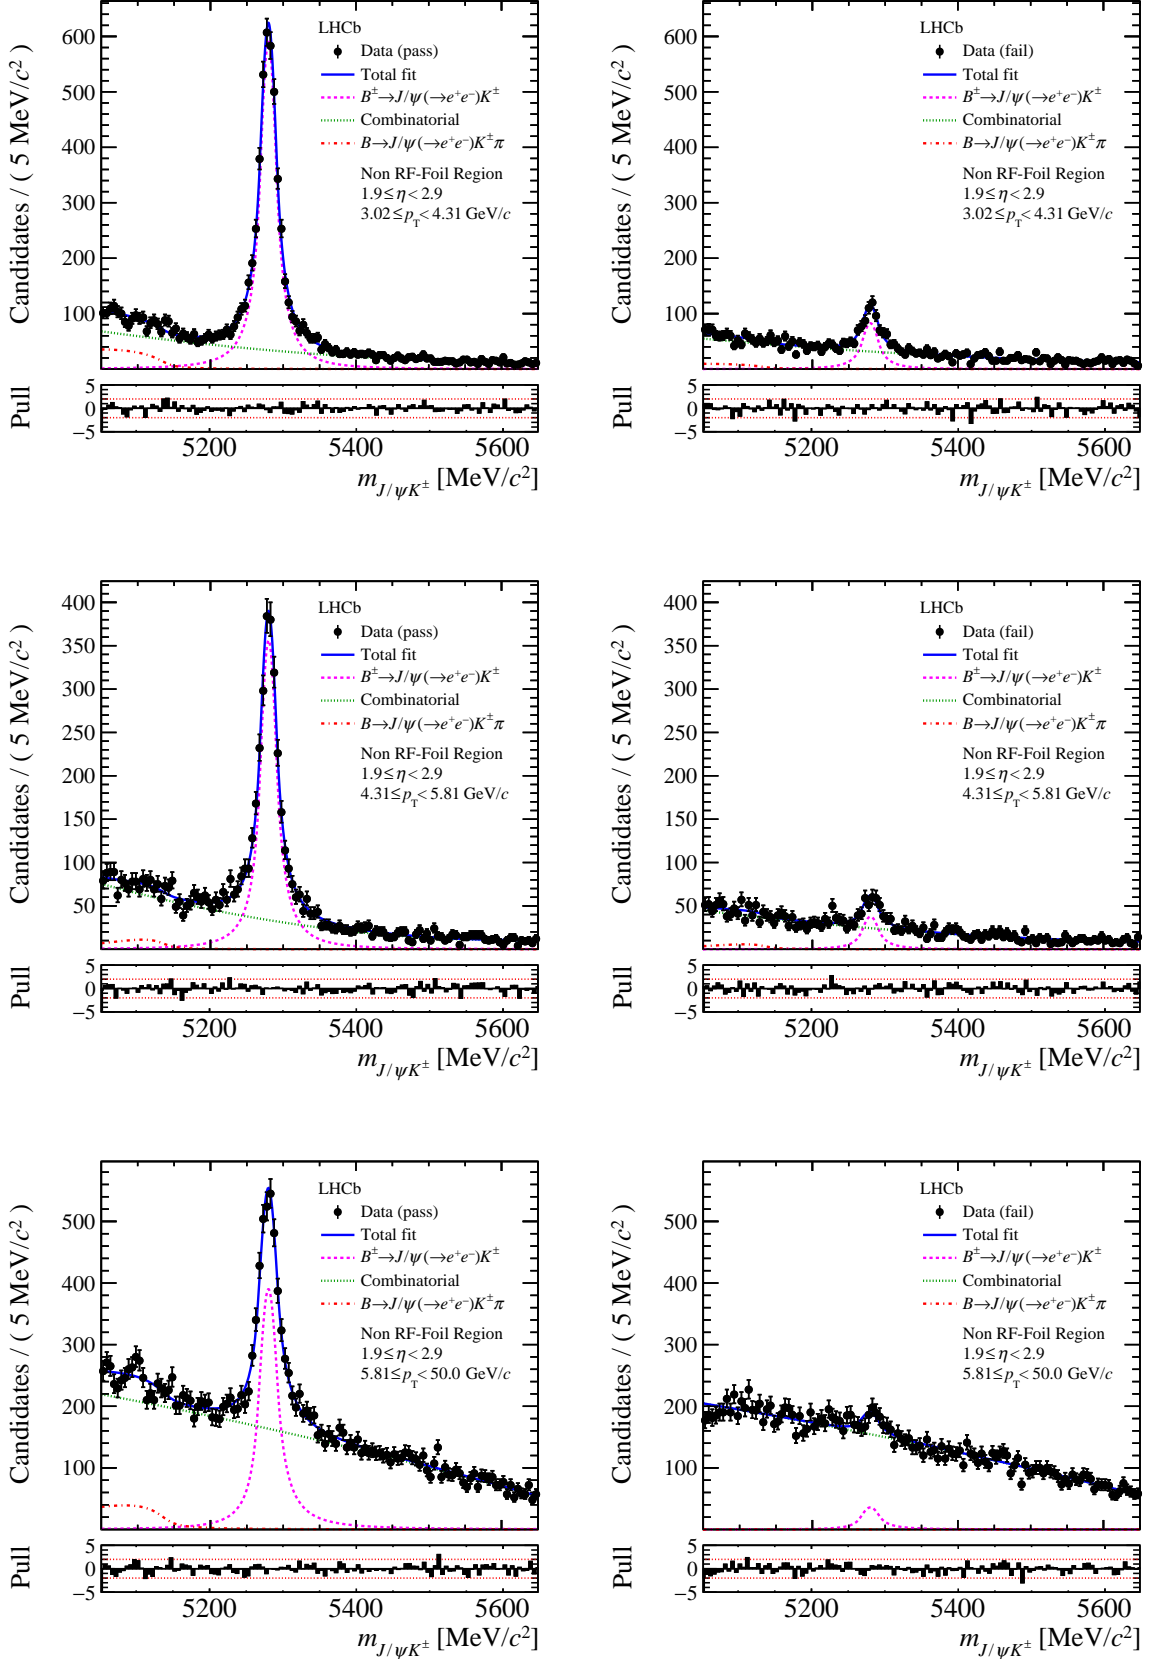 Candidates / ( 5 MeV/c² )
600
500
400
300
200
100
LHCb
Data (pass)
Total fit
B±→J/ψ(→e⁺e⁻)K±
Combinatorial
B→J/ψ(→e⁺e⁻)K±π
Non RF-Foil Region
1.9≤η<2.9
3.02≤p_T<4.31 GeV/c
Pull
5
0
−5
5200
5400
5600
m_J/ψK± [MeV/c²]
Candidates / ( 5 MeV/c² )
600
500
400
300
200
100
LHCb
Data (fail)
Total fit
B±→J/ψ(→e⁺e⁻)K±
Combinatorial
B→J/ψ(→e⁺e⁻)K±π
Non RF-Foil Region
1.9≤η<2.9
3.02≤p_T<4.31 GeV/c
Pull
5
0
−5
5200
5400
5600
m_J/ψK± [MeV/c²]
Candidates / ( 5 MeV/c² )
400
350
300
250
200
150
100
50
LHCb
Data (pass)
Total fit
B±→J/ψ(→e⁺e⁻)K±
Combinatorial
B→J/ψ(→e⁺e⁻)K±π
Non RF-Foil Region
1.9≤η<2.9
4.31≤p_T<5.81 GeV/c
Pull
5
0
−5
5200
5400
5600
m_J/ψK± [MeV/c²]
Candidates / ( 5 MeV/c² )
400
350
300
250
200
150
100
50
LHCb
Data (fail)
Total fit
B±→J/ψ(→e⁺e⁻)K±
Combinatorial
B→J/ψ(→e⁺e⁻)K±π
Non RF-Foil Region
1.9≤η<2.9
4.31≤p_T<5.81 GeV/c
Pull
5
0
−5
5200
5400
5600
m_J/ψK± [MeV/c²]
Candidates / ( 5 MeV/c² )
500
400
300
200
100
LHCb
Data (pass)
Total fit
B±→J/ψ(→e⁺e⁻)K±
Combinatorial
B→J/ψ(→e⁺e⁻)K±π
Non RF-Foil Region
1.9≤η<2.9
5.81≤p_T<50.0 GeV/c
Pull
5
0
−5
5200
5400
5600
m_J/ψK± [MeV/c²]
Candidates / ( 5 MeV/c² )
500
400
300
200
100
LHCb
Data (fail)
Total fit
B±→J/ψ(→e⁺e⁻)K±
Combinatorial
B→J/ψ(→e⁺e⁻)K±π
Non RF-Foil Region
1.9≤η<2.9
5.81≤p_T<50.0 GeV/c
Pull
5
0
−5
5200
5400
5600
m_J/ψK± [MeV/c²]